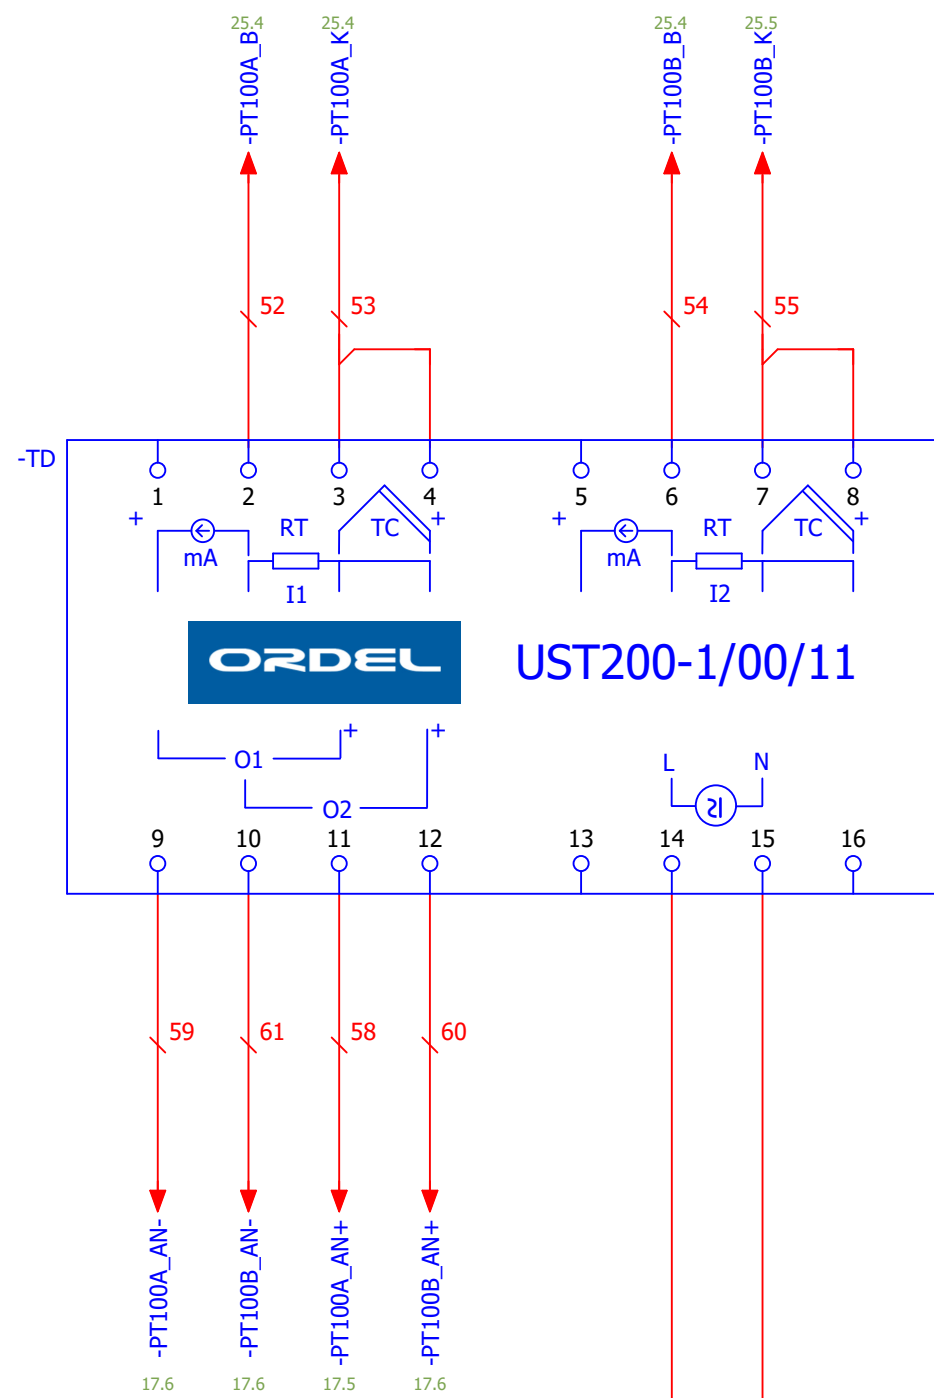 25.4 25.4 25.4 25.5
-PT100A_B -PT100A_K -PT100B_B -PT100B_K
52 53 54 55
-TD
1 2 3 4 5 6 7 8
+ RT TC + + RT TC +
mA mA
I1 I2
ORDEL UST200-1/00/11
+ +
O1 L N
O2
9 10 11 12 13 14 15 16
59 61 58 60
-PT100A_AN- -PT100B_AN- -PT100A_AN+ -PT100B_AN+
17.6 17.6 17.5 17.6